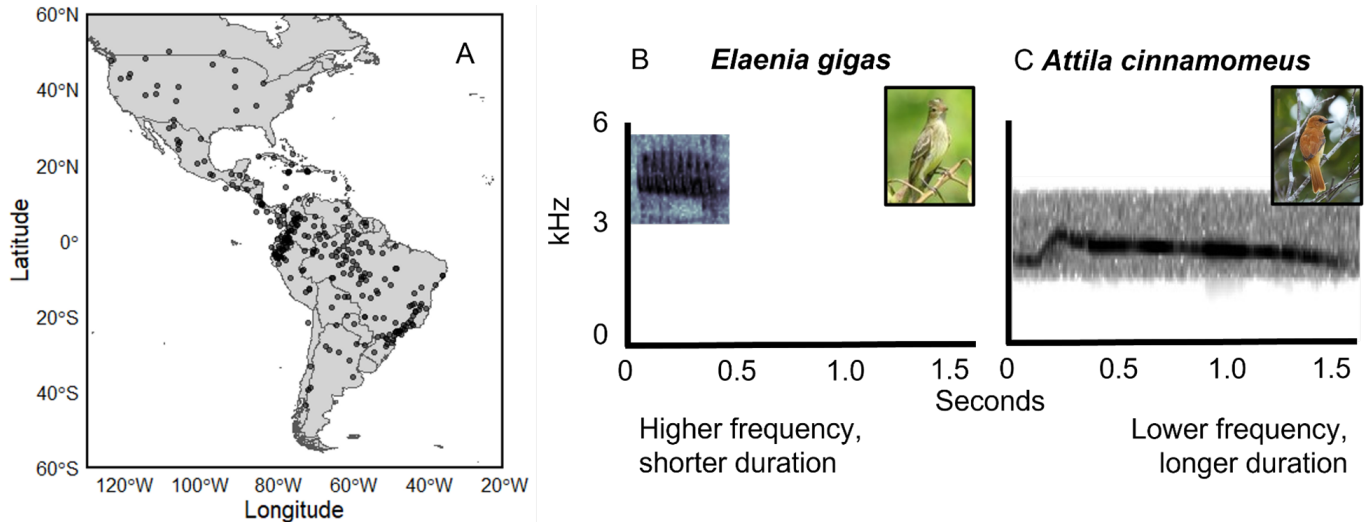 60°N
40°N
20°N
0°
20°S
40°S
60°S
Latitude
120°W 100°W 80°W 60°W 40°W 20°W
Longitude
A
B Elaenia gigas
6
3
0
kHz
0 0.5 1.0 1.5
C Attila cinnamomeus
0 0.5 1.0 1.5
Seconds
Higher frequency,
shorter duration
Lower frequency,
longer duration